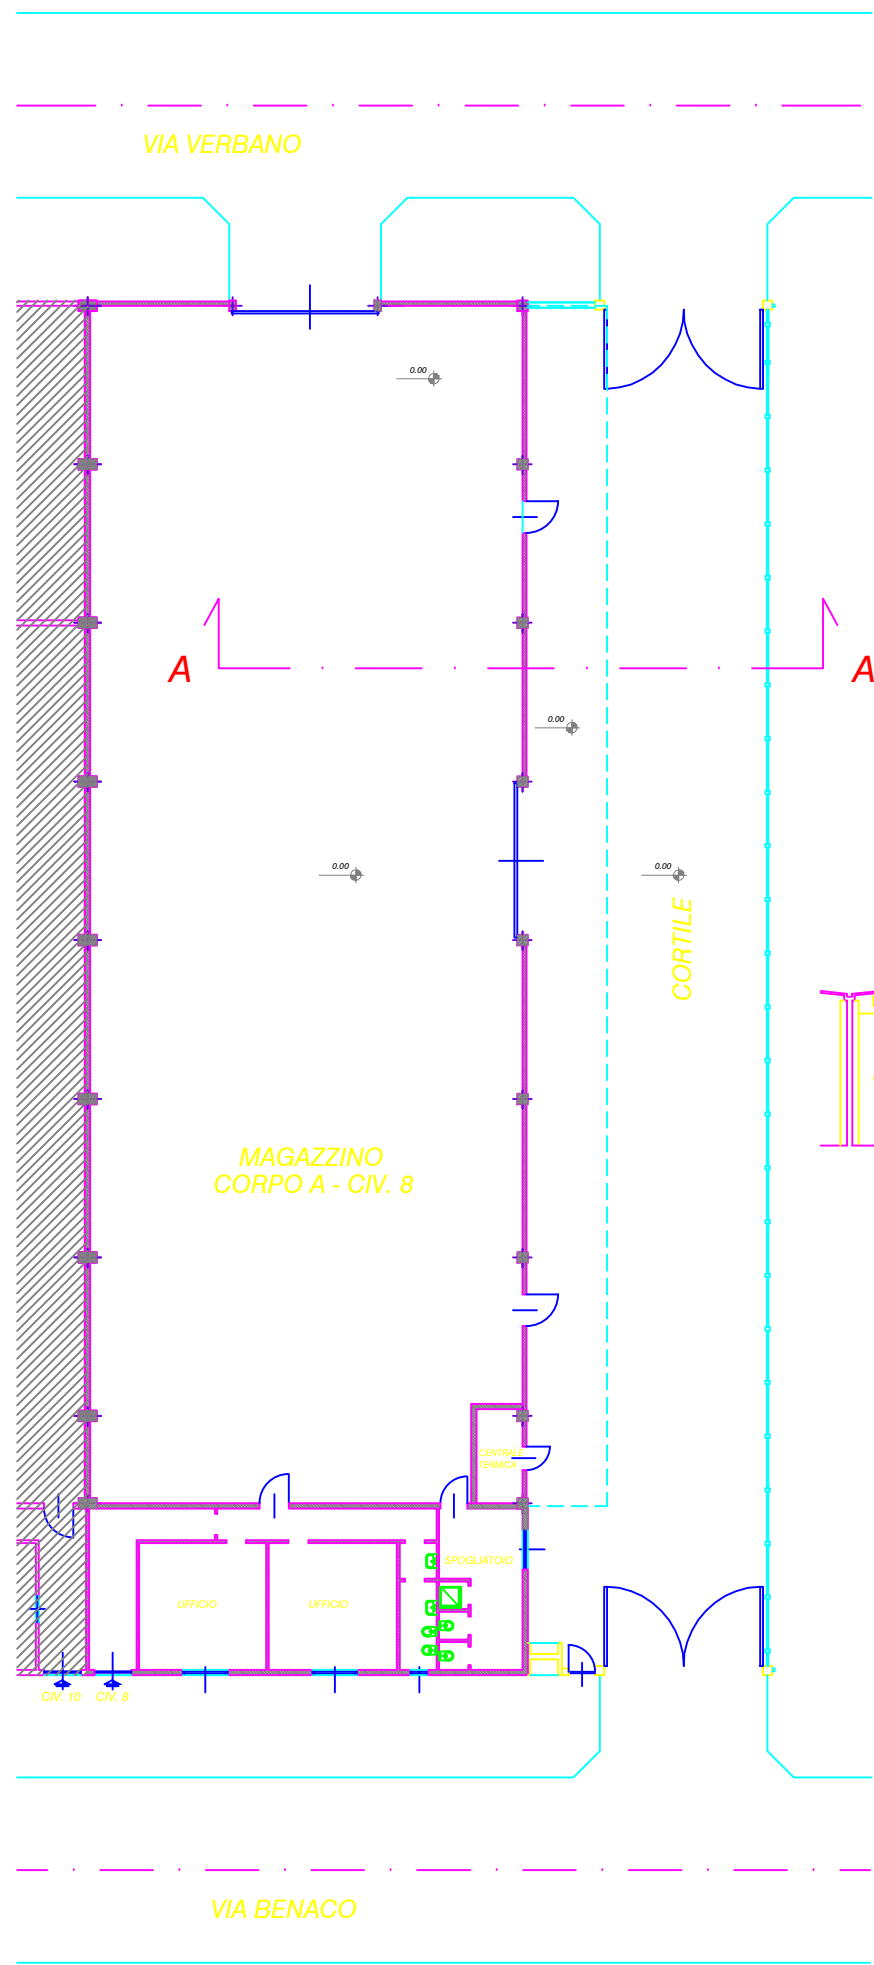 VIA VERBANO
0.00
A
A
0.00
0.00
0.00
CORTILE
MAGAZZINO
CORPO A - CIV. 8
CENTRALE
TERMICA
SPOGLIATOIO
UFFICIO
UFFICIO
CIV. 10
CIV. 8
VIA BENACO